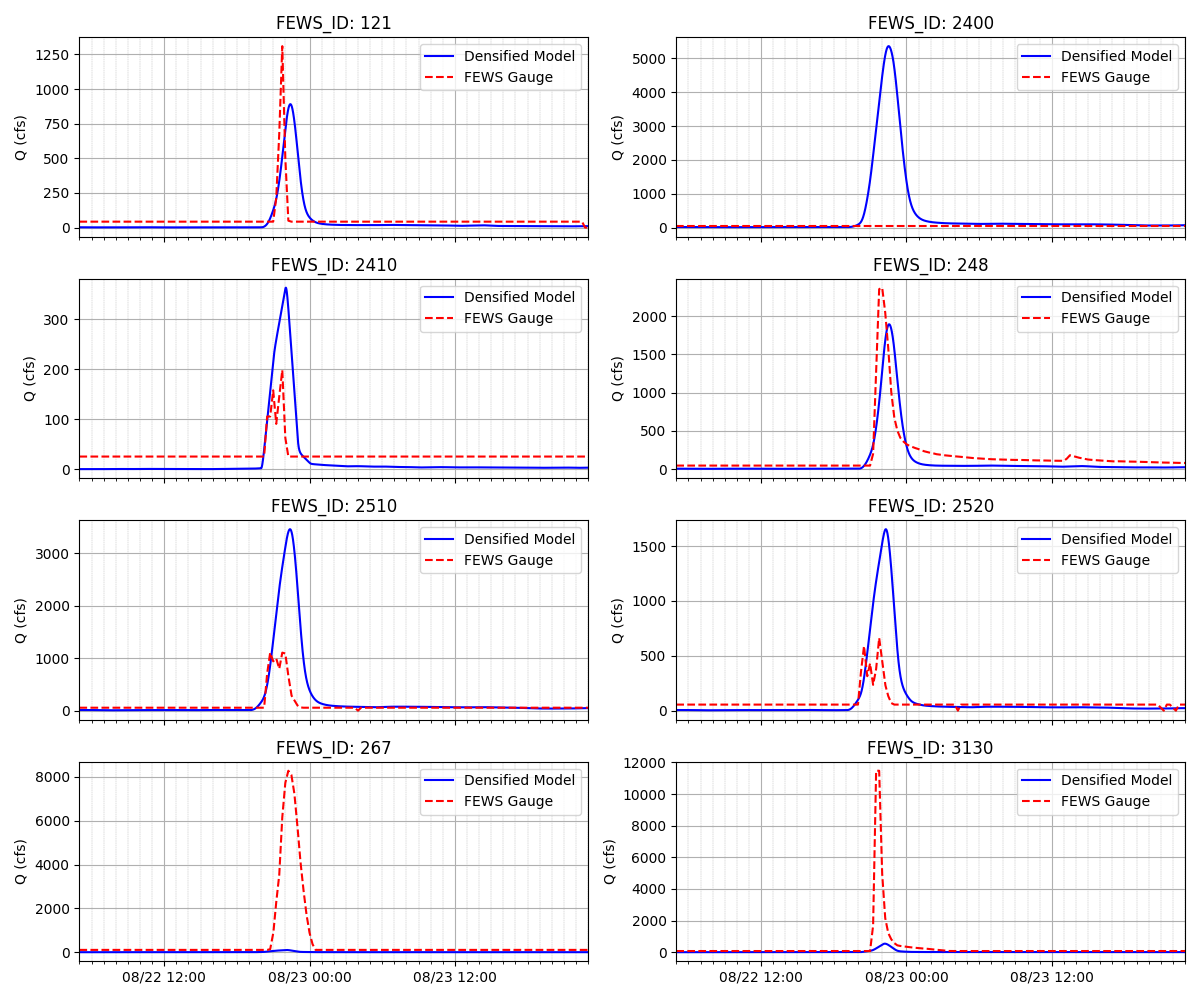 FEWS_ID: 121
Q (cfs)
1250
1000
750
500
250
0
Densified Model
FEWS Gauge
FEWS_ID: 2400
Q (cfs)
5000
4000
3000
2000
1000
0
Densified Model
FEWS Gauge
FEWS_ID: 2410
Q (cfs)
300
200
100
0
Densified Model
FEWS Gauge
FEWS_ID: 248
Q (cfs)
2000
1500
1000
500
0
Densified Model
FEWS Gauge
FEWS_ID: 2510
Q (cfs)
3000
2000
1000
0
Densified Model
FEWS Gauge
FEWS_ID: 2520
Q (cfs)
1500
1000
500
0
Densified Model
FEWS Gauge
FEWS_ID: 267
Q (cfs)
8000
6000
4000
2000
0
Densified Model
FEWS Gauge
08/22 12:00
08/23 00:00
08/23 12:00
FEWS_ID: 3130
Q (cfs)
12000
10000
8000
6000
4000
2000
0
Densified Model
FEWS Gauge
08/22 12:00
08/23 00:00
08/23 12:00